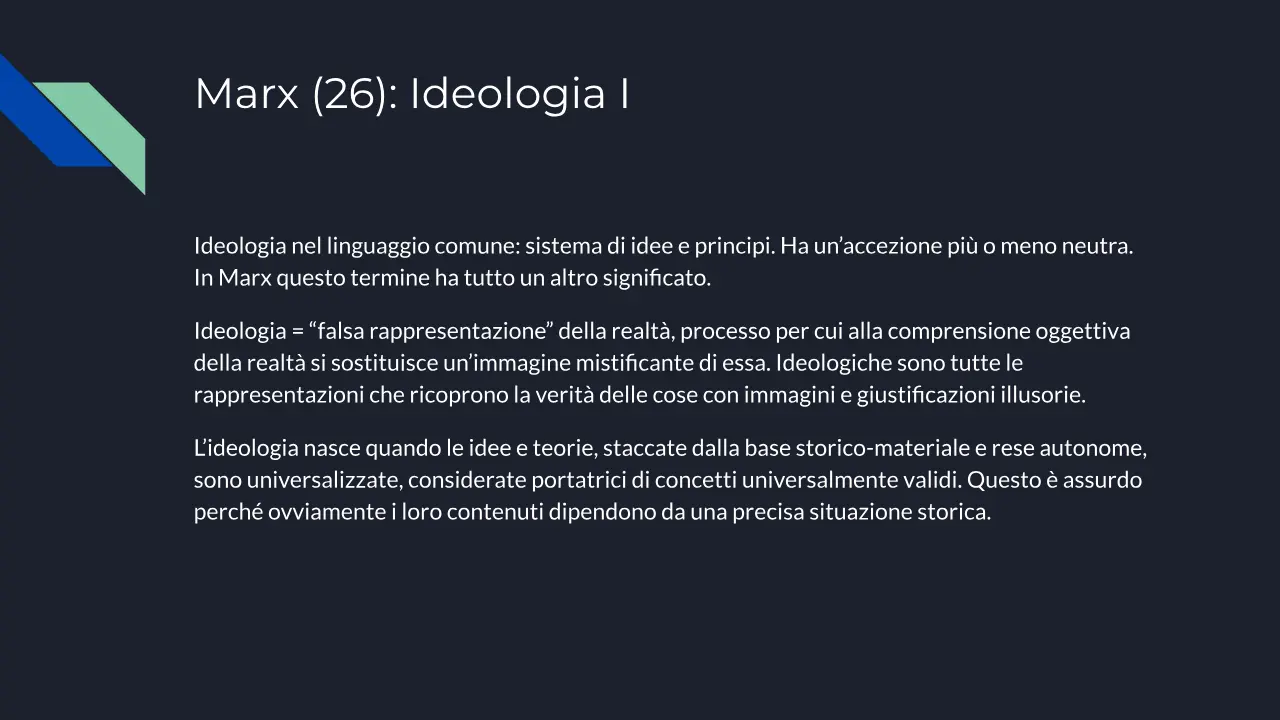 Marx (26): Ideologia I
Ideologia nel linguaggio comune: sistema di idee e principi. Ha un’accezione più o meno neutra.
In Marx questo termine ha tutto un altro significato.
Ideologia = “falsa rappresentazione” della realtà, processo per cui alla comprensione oggettiva
della realtà si sostituisce un’immagine mistificante di essa. Ideologiche sono tutte le
rappresentazioni che ricoprono la verità delle cose con immagini e giustificazioni illusorie.
L’ideologia nasce quando le idee e teorie, staccate dalla base storico-materiale e rese autonome,
sono universalizzate, considerate portatrici di concetti universalmente validi. Questo è assurdo
perché ovviamente i loro contenuti dipendono da una precisa situazione storica.